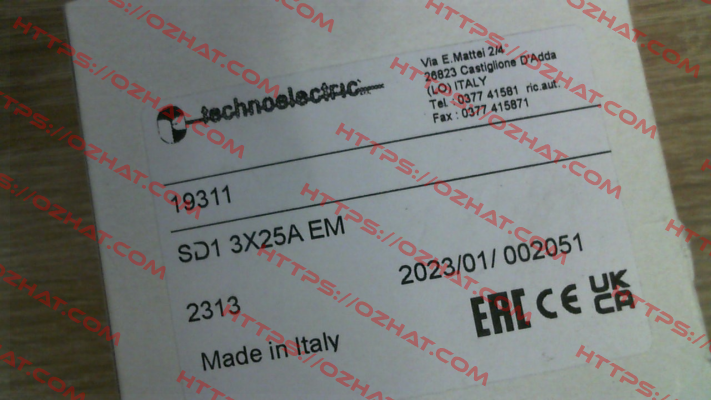 technoelectric
Via E.Mattei 2/4
26823 Castiglione D'Adda
(LO) ITALY
Tel : 0377 41581 ric.aut.
Fax : 0377 415871
19311
SD1 3X25A EM
2313
2023/01/ 002051
Made in Italy
EAC CE UK
CA
HTTPS://OZHAT.COM